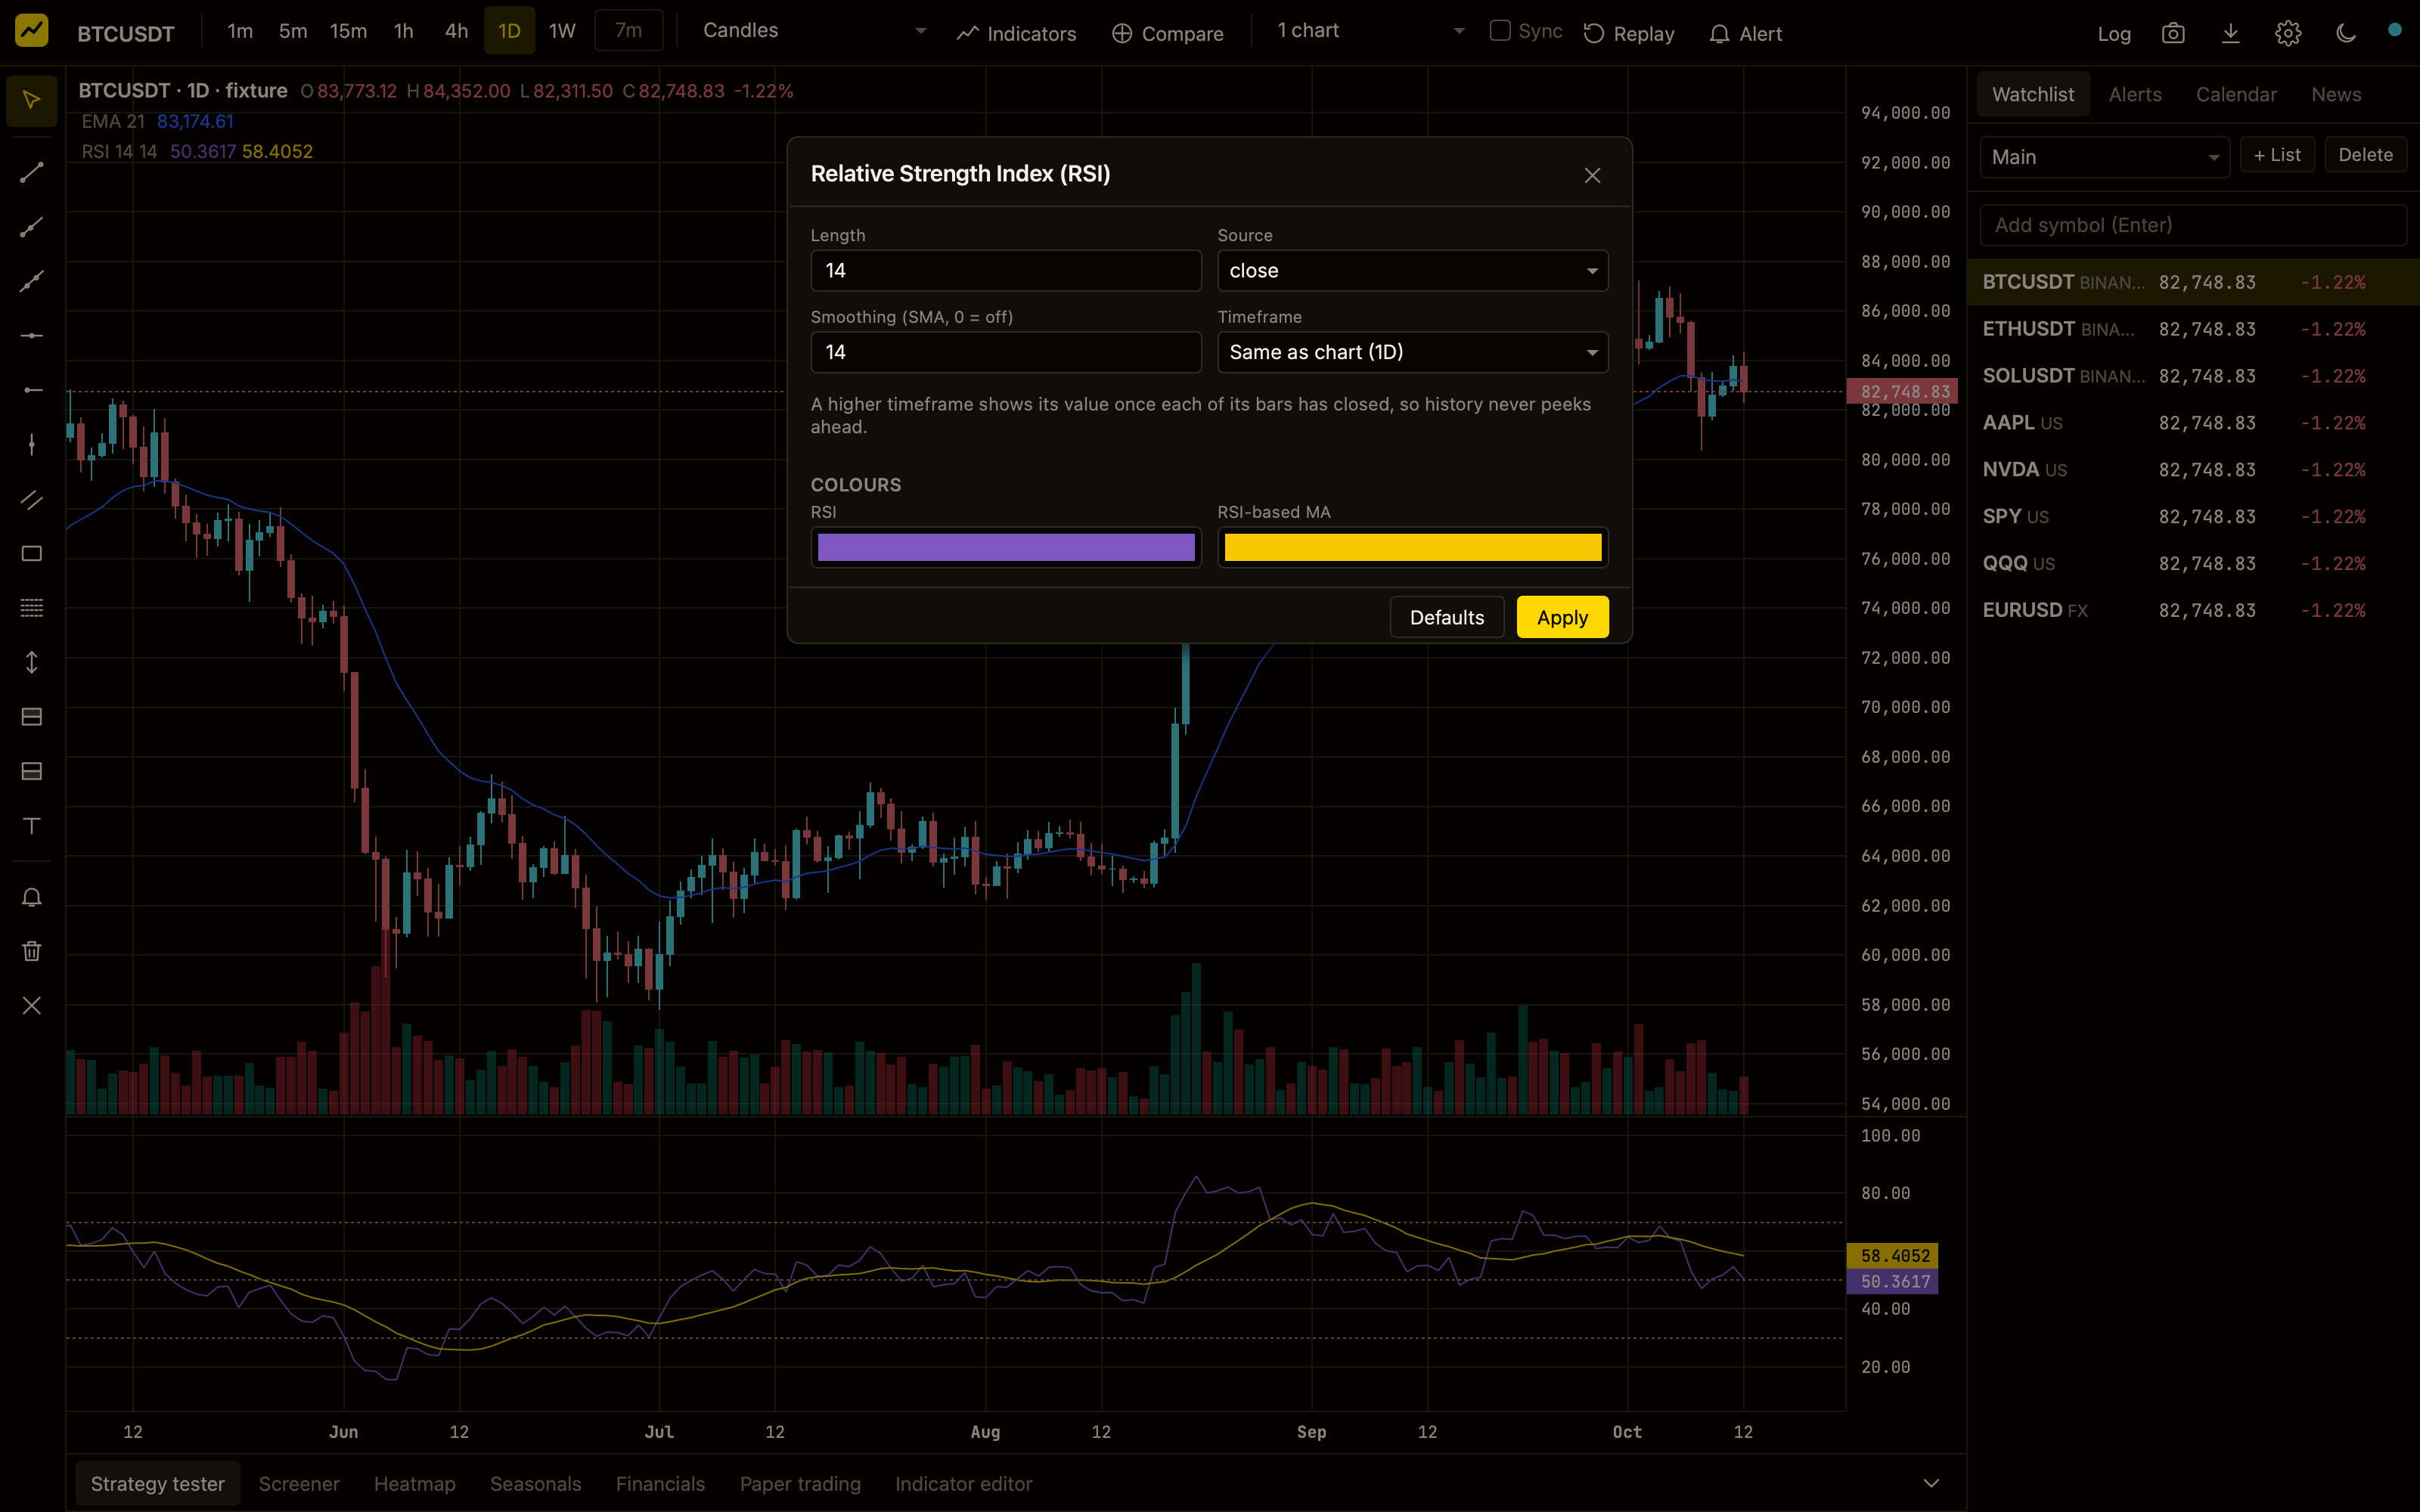 BTCUSDT 1m 5m 15m 1h 4h 1D 1W 7m Candles Indicators Compare 1 chart Sync Replay Alert Log
BTCUSDT · 1D · fixture O 83,773.12 H 84,352.00 L 82,311.50 C 82,748.83 -1.22%
EMA 21 83,174.61
RSI 14 14 50.3617 58.4052
Relative Strength Index (RSI)
Length
14
Source
close
Smoothing (SMA, 0 = off)
14
Timeframe
Same as chart (1D)
A higher timeframe shows its value once each of its bars has closed, so history never peeks
ahead.
COLOURS
RSI
RSI-based MA
Defaults
Apply
94,000.00
92,000.00
90,000.00
88,000.00
86,000.00
84,000.00
82,748.83
82,000.00
80,000.00
78,000.00
76,000.00
74,000.00
72,000.00
70,000.00
68,000.00
66,000.00
64,000.00
62,000.00
60,000.00
58,000.00
56,000.00
54,000.00
100.00
80.00
58.4052
50.3617
40.00
20.00
12 Jun 12 Jul 12 Aug 12 Sep 12 Oct 12
Strategy tester Screener Heatmap Seasonals Financials Paper trading Indicator editor
Watchlist Alerts Calendar News
Main + List Delete
Add symbol (Enter)
BTCUSDT BINAN... 82,748.83 -1.22%
ETHUSDT BINA... 82,748.83 -1.22%
SOLUSDT BINAN... 82,748.83 -1.22%
AAPL US 82,748.83 -1.22%
NVDA US 82,748.83 -1.22%
SPY US 82,748.83 -1.22%
QQQ US 82,748.83 -1.22%
EURUSD FX 82,748.83 -1.22%